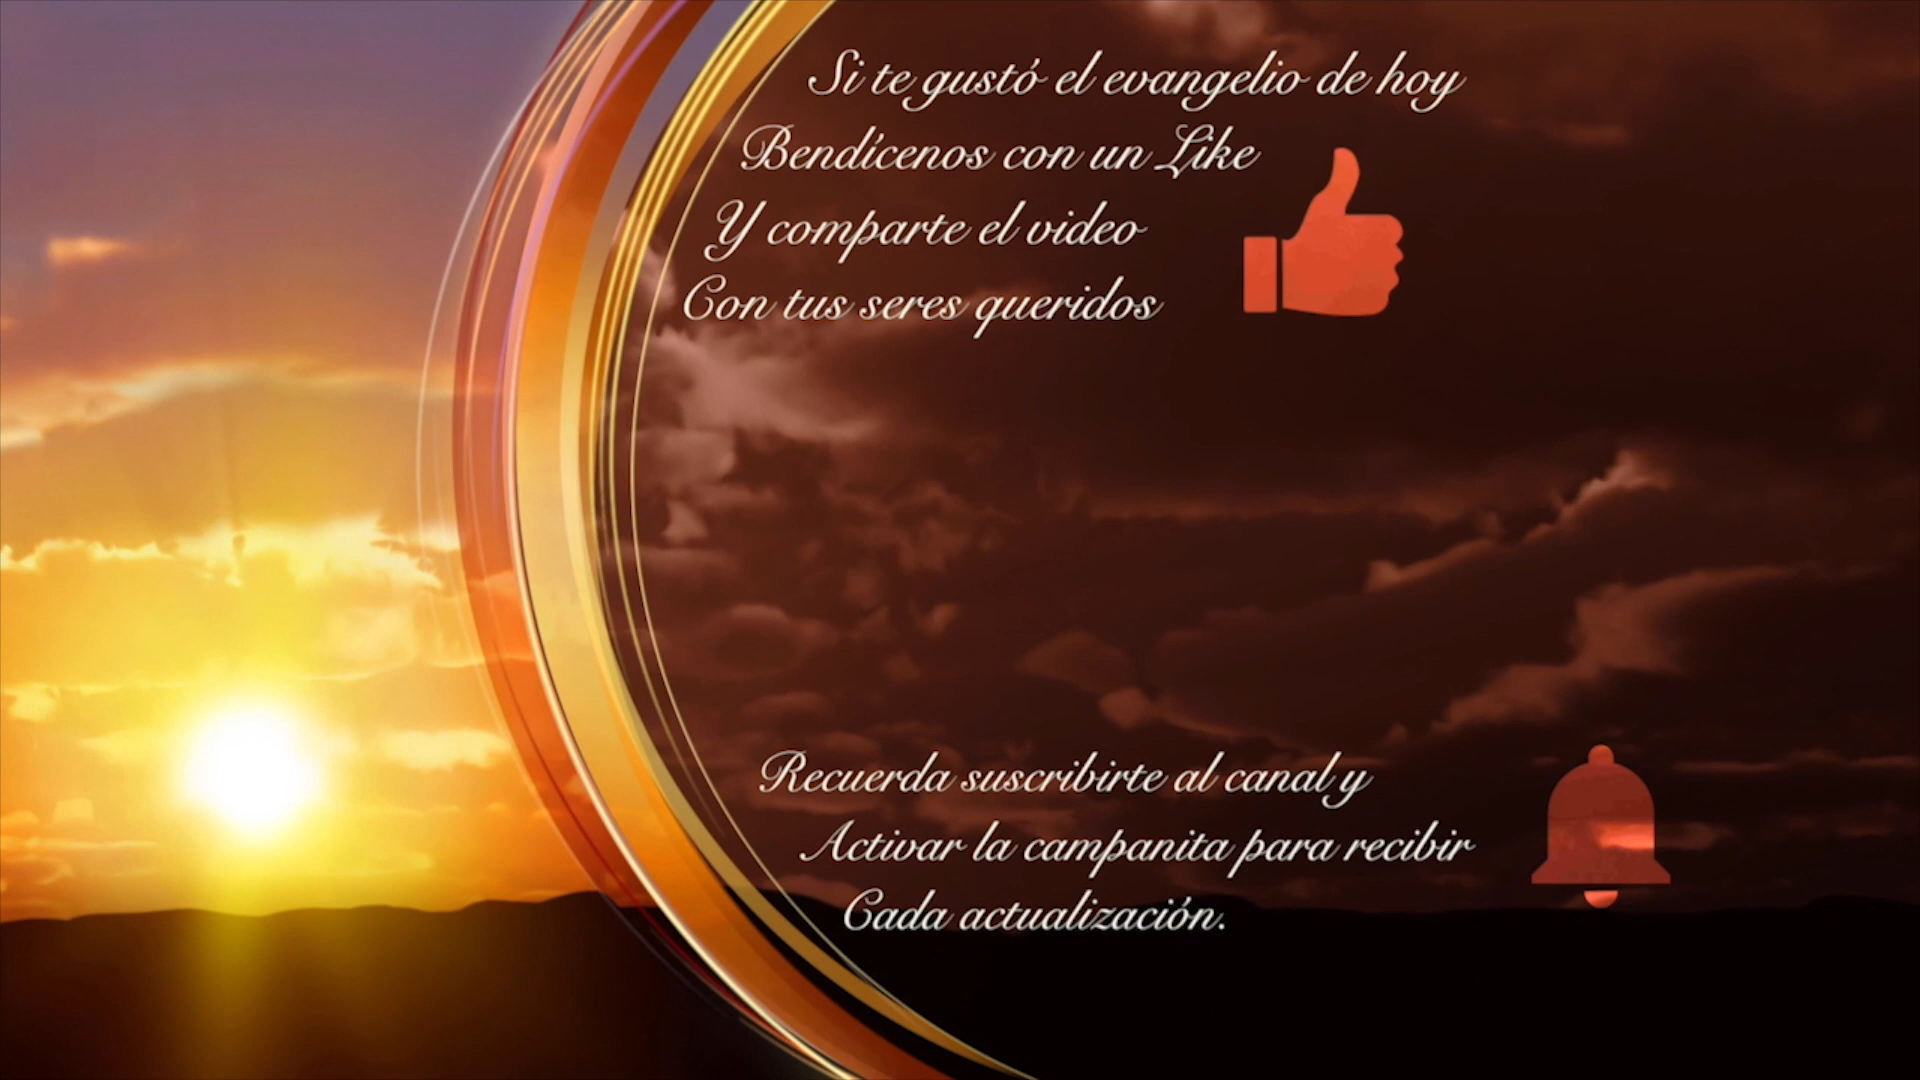 Si te gustó el evangelio de hoy
Bendícenos con un Like
Y comparte el video
Con tus seres queridos
Recuerda suscribirte al canal y
Activar la campanita para recibir
Cada actualización.